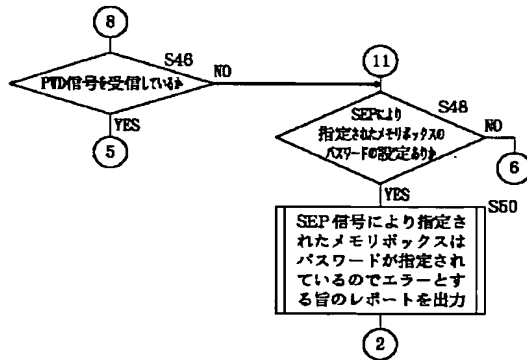 8
S46
PWD信号を受信しているか
NO
YES
5
11
S48
SEPにより
指定されたメモリボックスの
パスワードの設定ありか
NO
6
YES
S50
SEP信号により指定さ
れたメモリボックスは
パスワードが指定され
ているのでエラーとす
る旨のレポートを出力
2